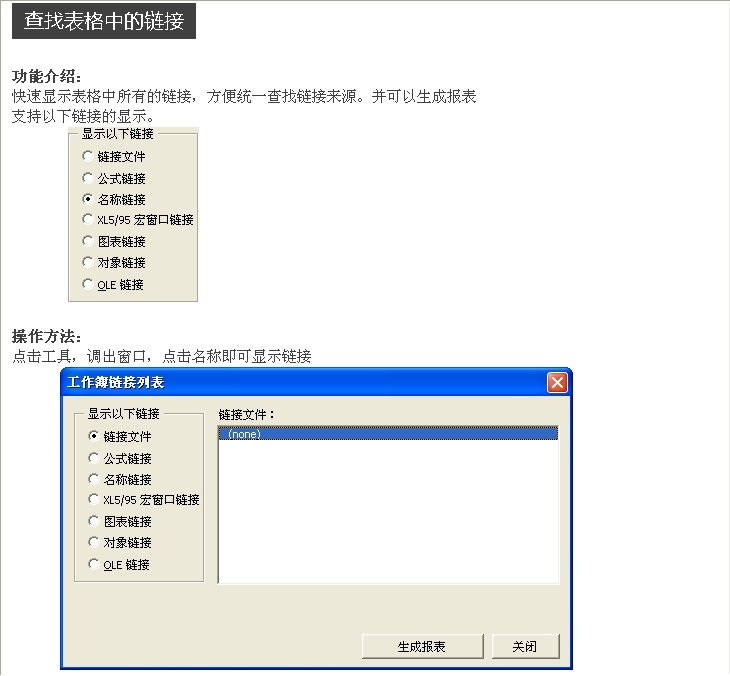 查找表格中的链接
功能介绍：
快速显示表格中所有的链接，方便统一查找链接来源。并可以生成报表
支持以下链接的显示。
显示以下链接
链接文件
公式链接
名称链接
XL5/95 宏窗口链接
图表链接
对象链接
OLE 链接
操作方法：
点击工具，调出窗口，点击名称即可显示链接
工作簿链接列表
显示以下链接
链接文件
公式链接
名称链接
XL5/95 宏窗口链接
图表链接
对象链接
OLE 链接
链接文件：
(none)
生成报表
关闭